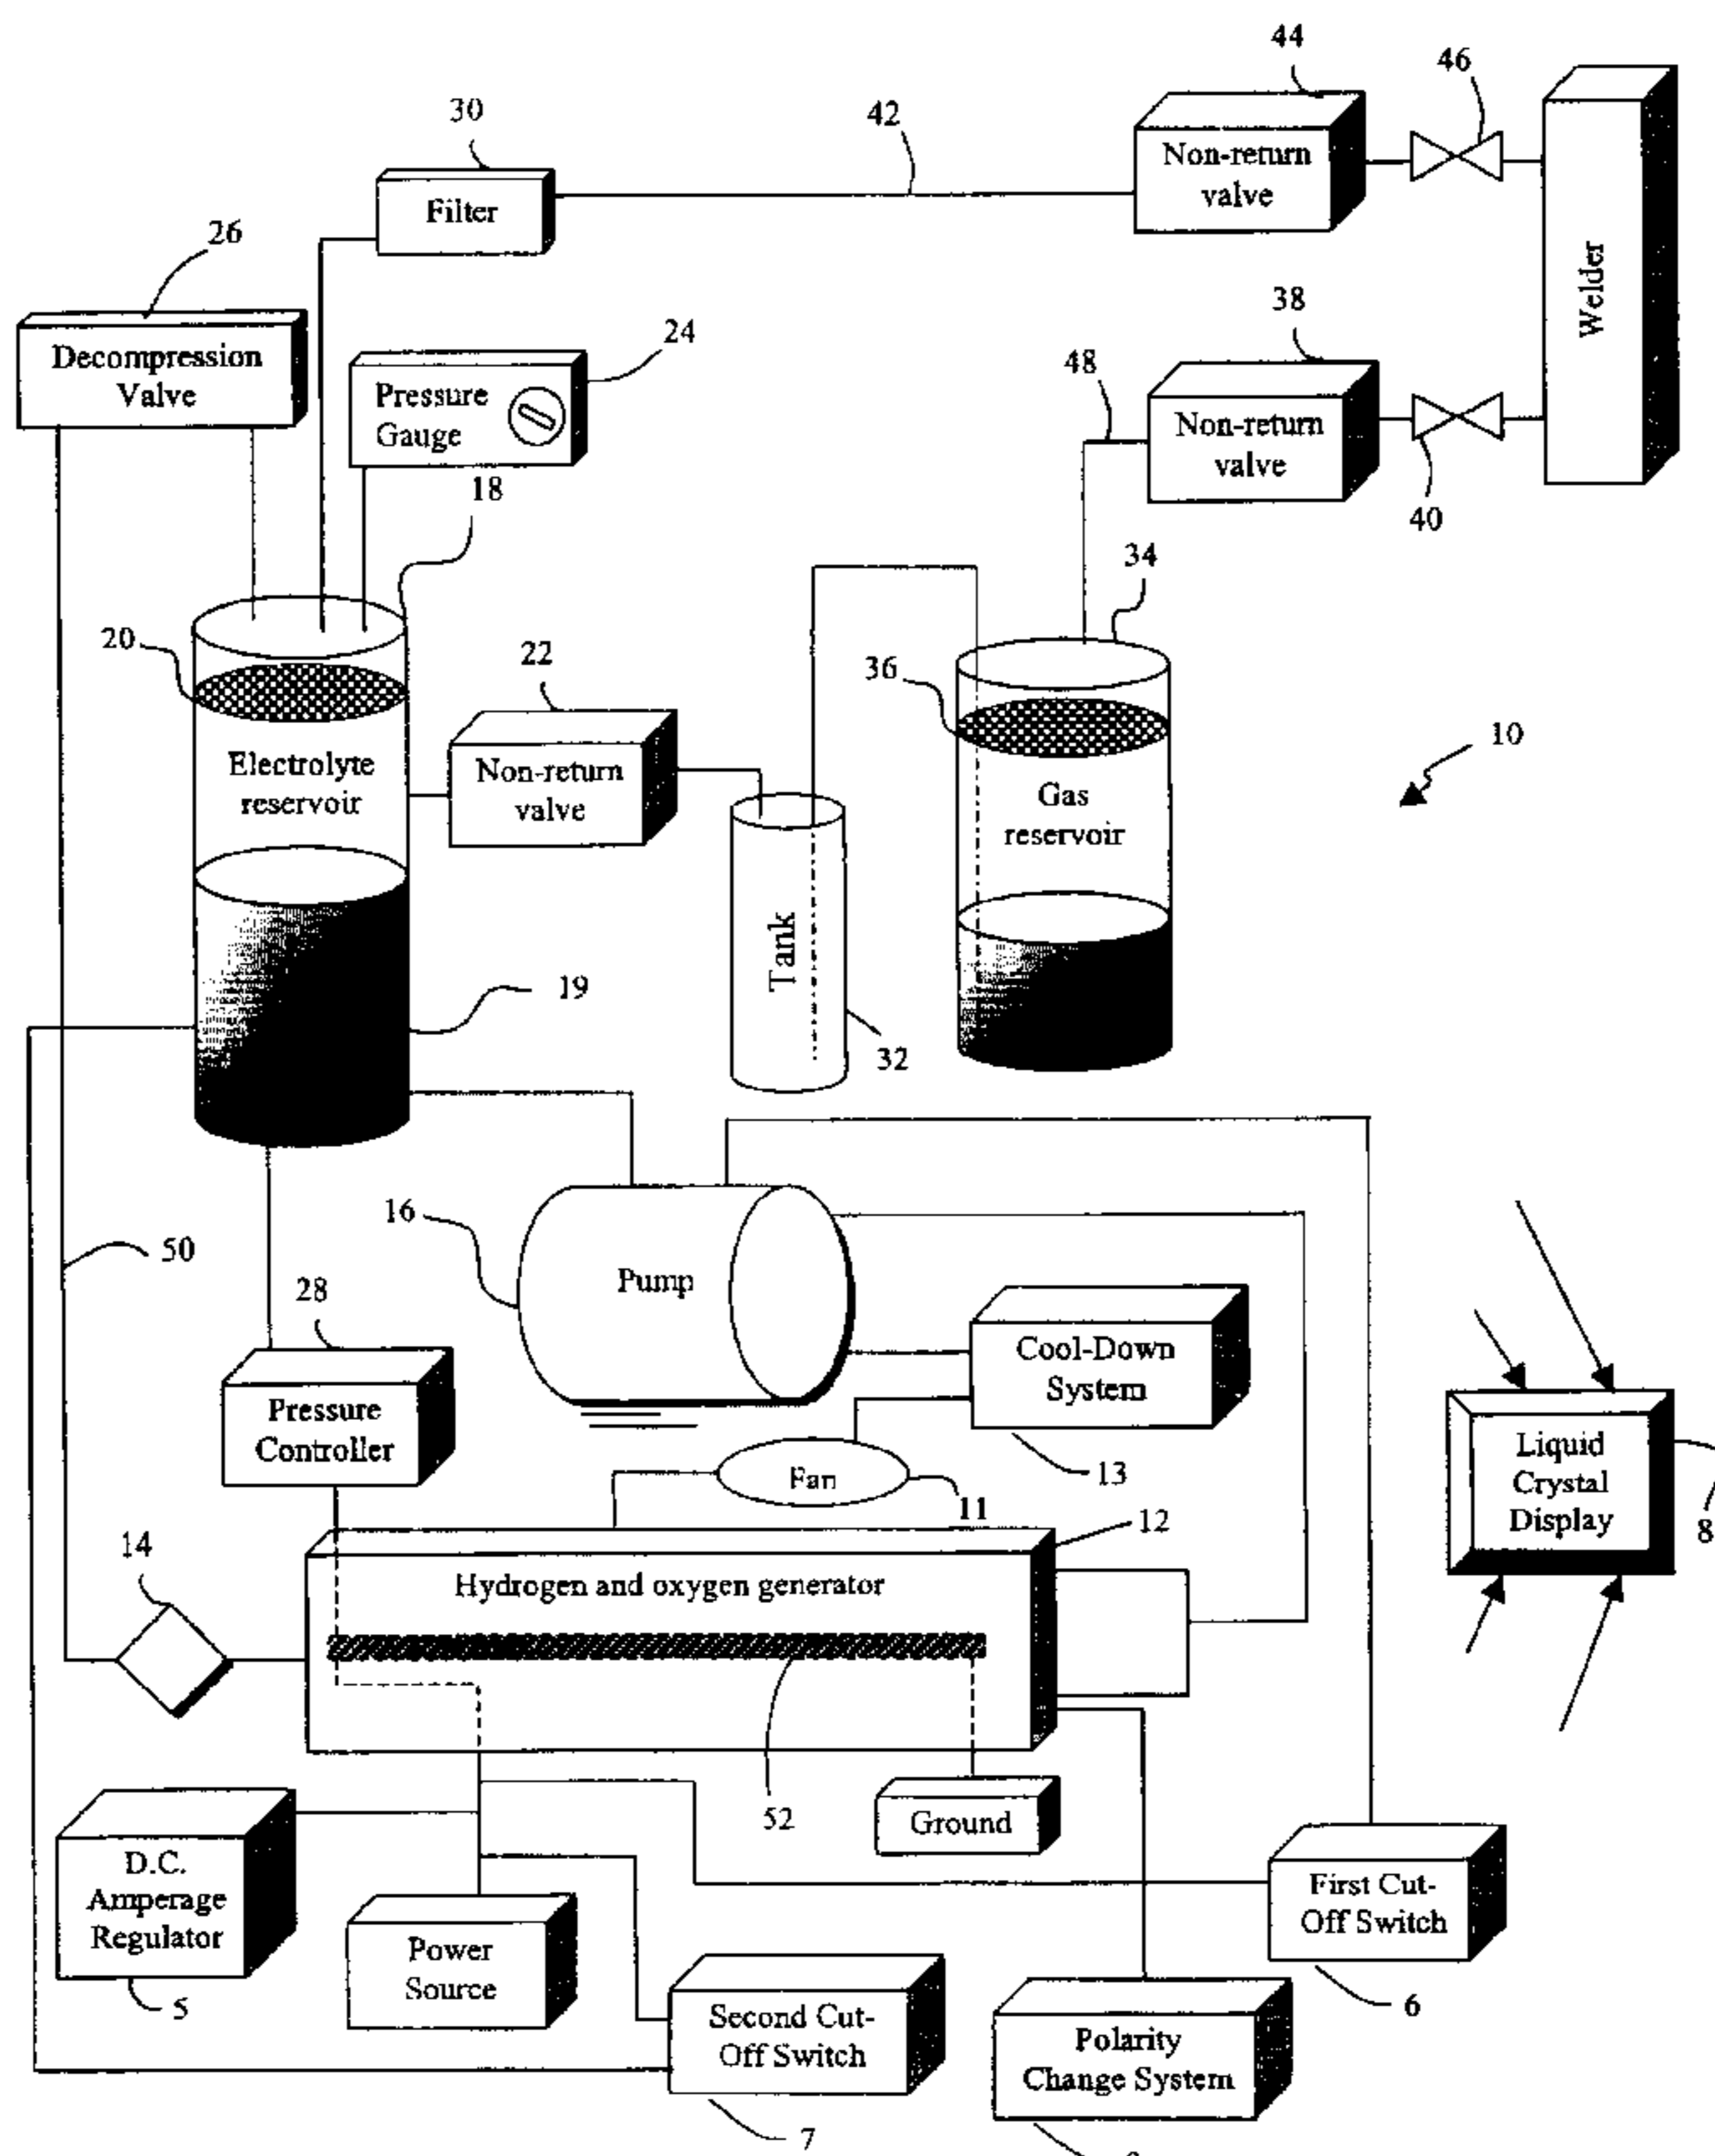 44
46
30
42
Non-return
valve
Filter
26
Welder
38
24
48
Decompression
Valve
Pressure
Gauge
Non-return
valve
18
40
34
20
22
36
10
Electrolyte
reservoir
Non-return
valve
Gas
reservoir
Tank
19
32
16
50
Pump
28
Cool-Down
System
Pressure
Controller
Liquid
Crystal
Display
Fan
13
11
12
8
14
Hydrogen and oxygen generator
52
Ground
D.C.
Amperage
Regulator
First Cut-
Off Switch
Power
Source
5
6
Second Cut-
Off Switch
Polarity
Change System
7